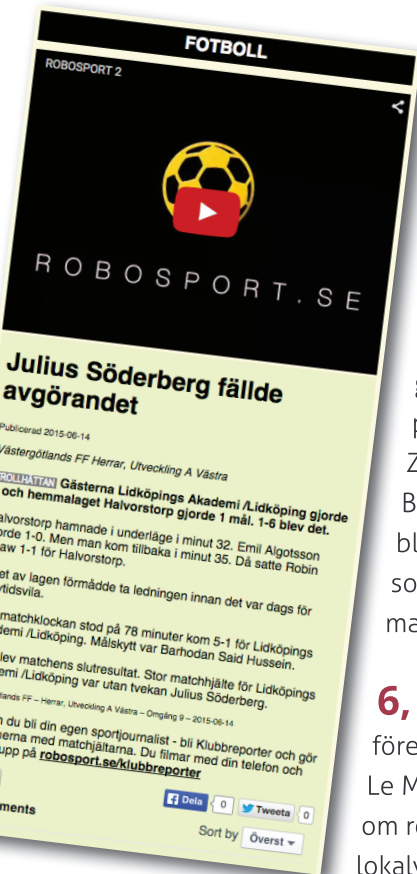 FOTBOLL
ROBOSPORT 2
ROBOSPORT.SE
Julius Söderberg fällde
avgörandet
Publicerad 2015-06-14
Västergötlands FF Herrar, Utveckling A Västra
TROLLHÄTTAN Gästerna Lidköpings Akademi /Lidköping gjorde
och hemmalaget Halvorstorp gjorde 1 mål. 1-6 blev det.
alvorstorp hamnade i underläge i minut 32. Emil Algotsson
orde 1-0. Men man kom tillbaka i minut 35. Då satte Robin
aw 1-1 för Halvorstorp.
et av lagen förmådde ta ledningen innan det var dags för
tidsvila.
matchklockan stod på 78 minuter kom 5-1 för Lidköpings
demi /Lidköping. Målskytt var Barhodan Said Hussein.
lev matchens slutresultat. Stor matchhjälte för Lidköpings
emi /Lidköping var utan tvekan Julius Söderberg.
lands FF – Herrar, Utveckling A Västra – Omgång 9 – 2015-06-14
n du bli din egen sportjournalist - bli Klubbreporter och gör
erna med matchjältarna. Du filmar med din telefon och
upp på robosport.se/klubbreporter
Dela 0 Tweeta 0
ments
Sort by Överst
Z
B
bl
so
ma
6,
före
Le M
om re
lokalv